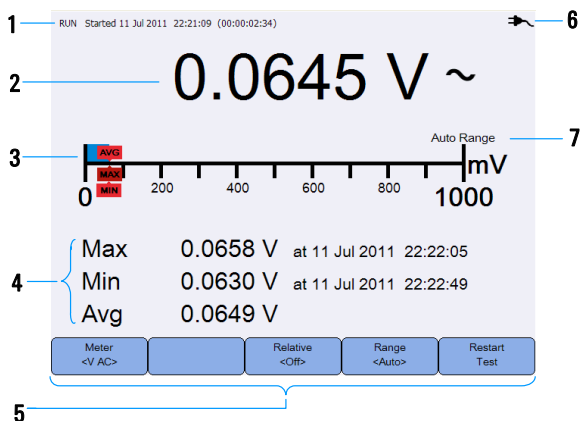 1 RUN Started 11 Jul 2011 22:21:09 (00:00:02:34) 6
2 0.0645 V ~
Auto Range 7
3 AVG
MAX
MIN
0 200 400 600 800 1000 mV
4
Max 0.0658 V at 11 Jul 2011 22:22:05
Min 0.0630 V at 11 Jul 2011 22:22:49
Avg 0.0649 V
Meter <V AC>
Relative <Off>
Range <Auto>
Restart Test
5